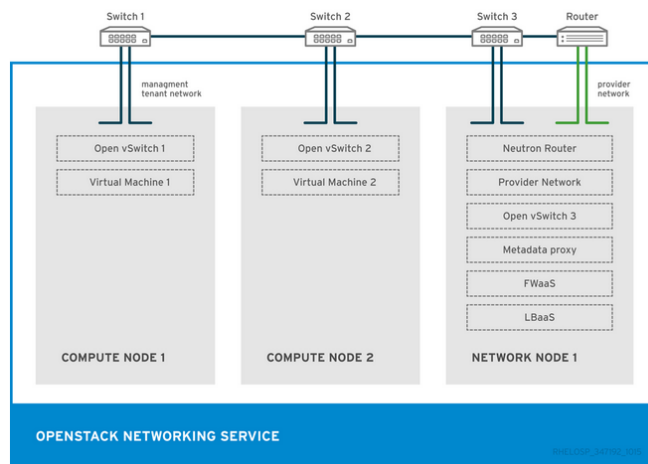 Switch 1
Switch 2
Switch 3
Router
managment
tenant network
provider
network
Open vSwitch 1
Virtual Machine 1
COMPUTE NODE 1
Open vSwitch 2
Virtual Machine 2
COMPUTE NODE 2
Neutron Router
Provider Network
Open vSwitch 3
Metadata proxy
FWaaS
LBaaS
NETWORK NODE 1
OPENSTACK NETWORKING SERVICE